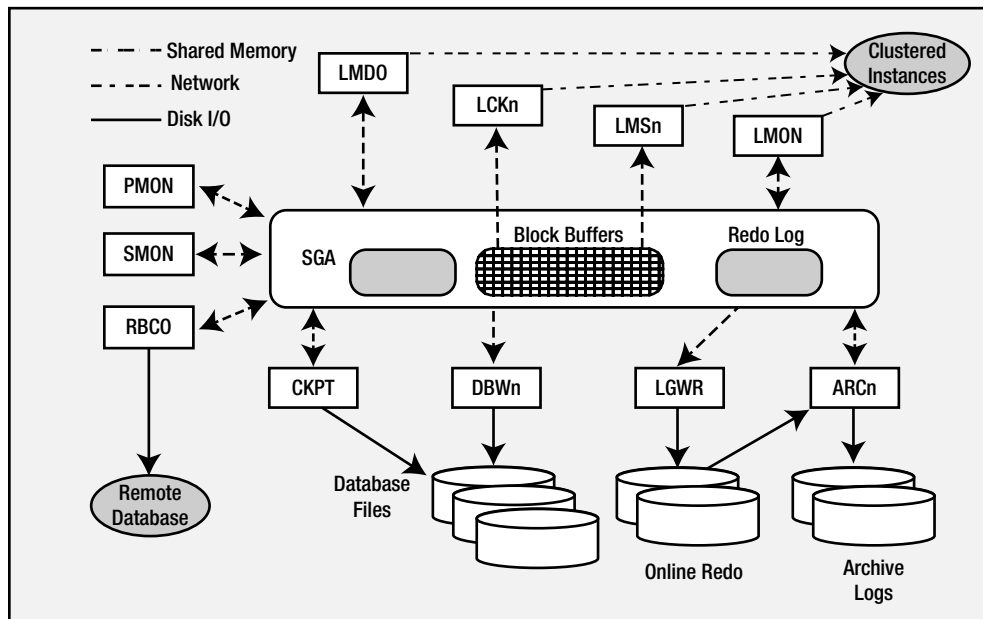 Shared Memory
Network
Disk I/O
LMDO
LCKn
LMSn
LMON
Clustered
Instances
PMON
SMON
RBCO
SGA
Block Buffers
Redo Log
CKPT
DBWn
LGWR
ARCn
Remote
Database
Database
Files
Online Redo
Archive
Logs